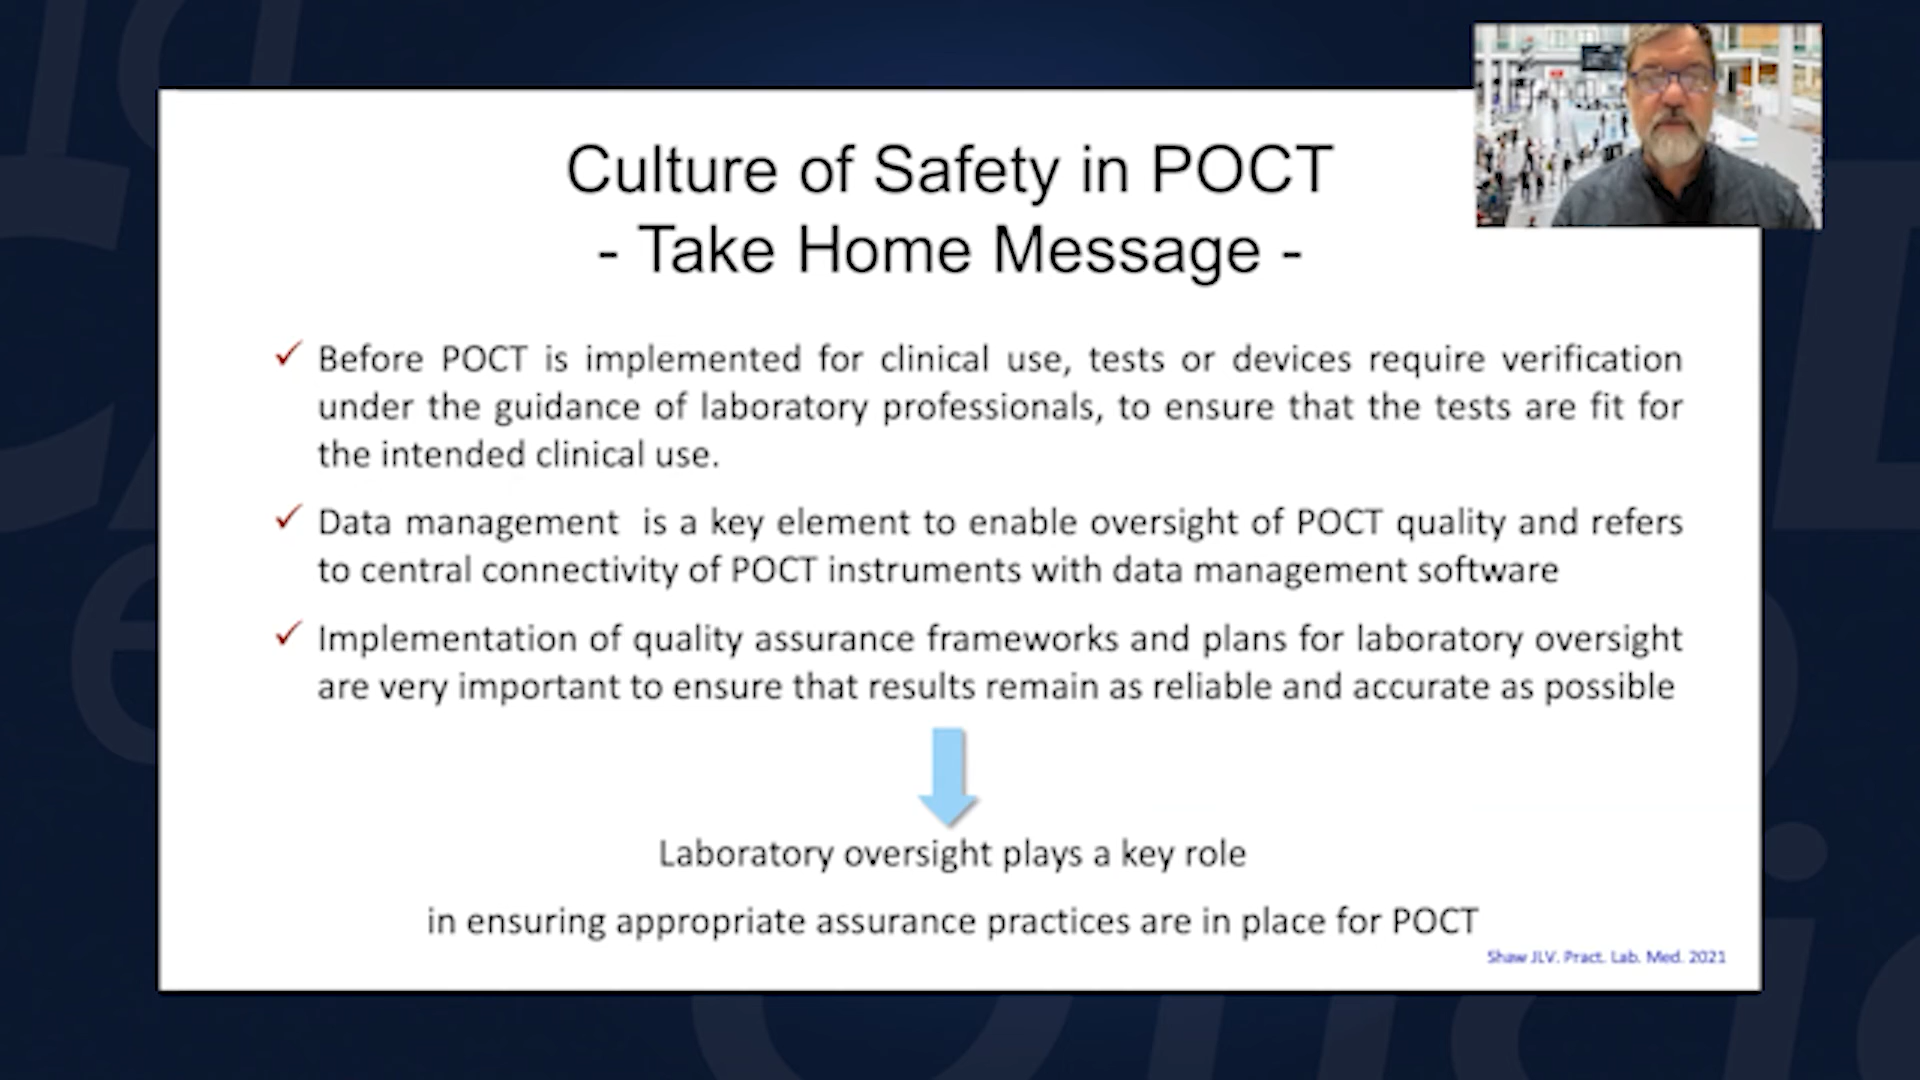 Culture of Safety in POCT
- Take Home Message -
✓ Before POCT is implemented for clinical use, tests or devices require verification
under the guidance of laboratory professionals, to ensure that the tests are fit for
the intended clinical use.
✓ Data management is a key element to enable oversight of POCT quality and refers
to central connectivity of POCT instruments with data management software
✓ Implementation of quality assurance frameworks and plans for laboratory oversight
are very important to ensure that results remain as reliable and accurate as possible
Laboratory oversight plays a key role
in ensuring appropriate assurance practices are in place for POCT
Shaw JLV. Pract. Lab. Med. 2021